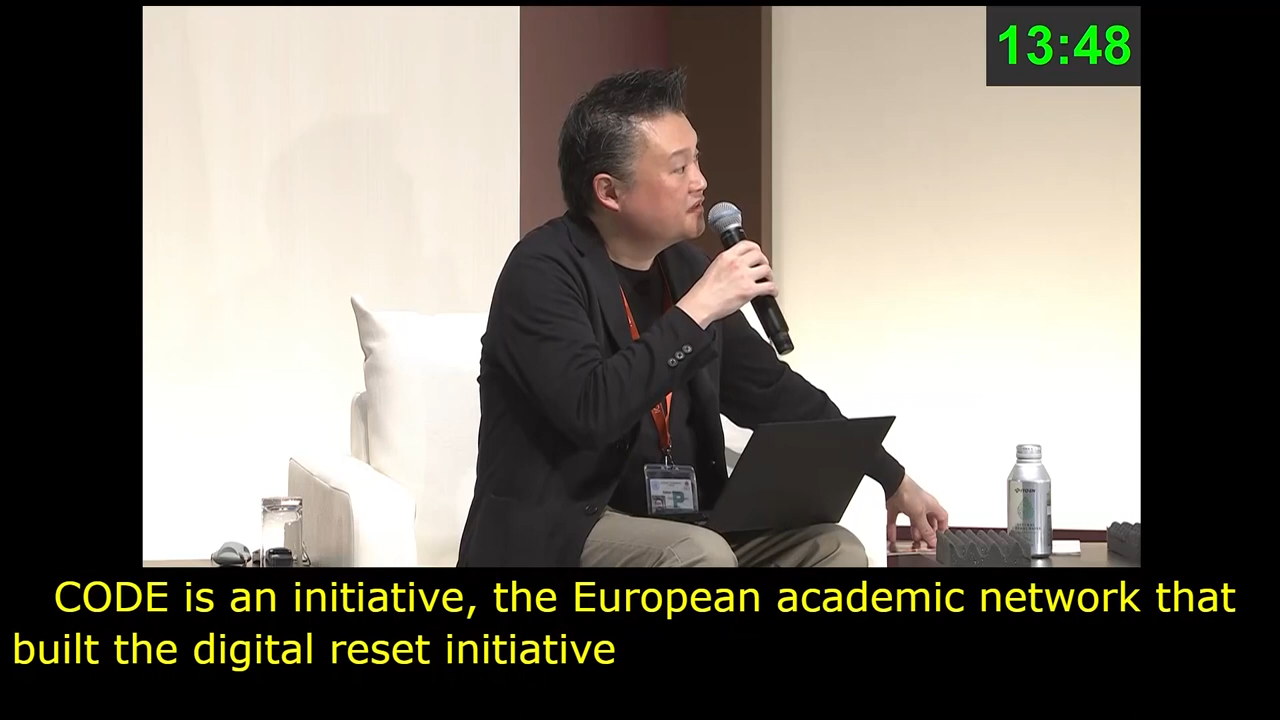 13:48
P
CODE is an initiative, the European academic network that
built the digital reset initiative